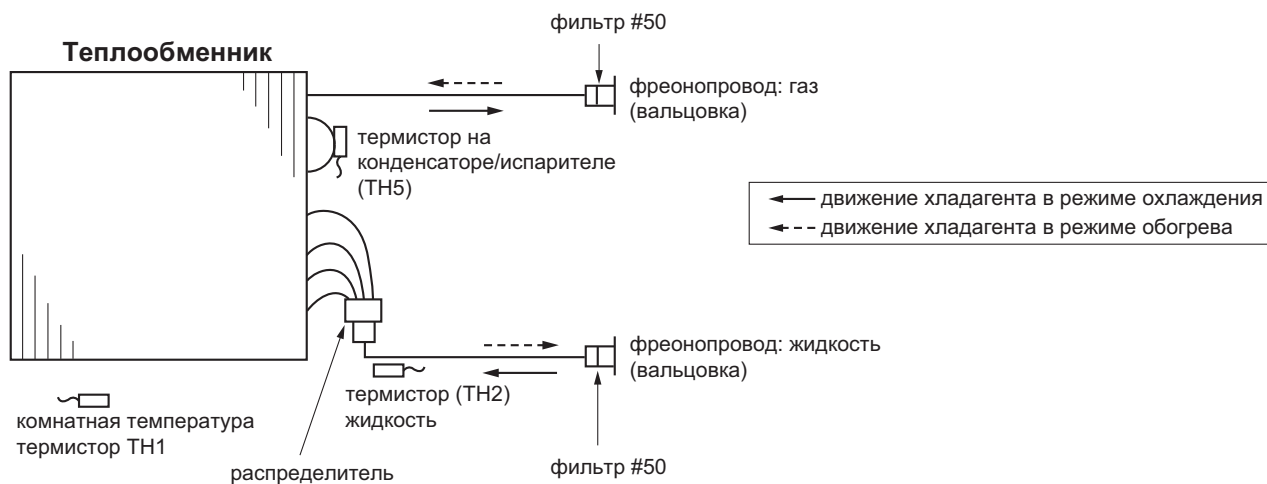 фильтр #50
Теплообменник
фреонопровод: газ
(вальцовка)
термистор на
конденсаторе/испарителе
(TH5)
движение хладагента в режиме охлаждения
движение хладагента в режиме обогрева
фреонопровод: жидкость
(вальцовка)
термистор (TH2)
жидкость
комнатная температура
термистор TH1
распределитель
фильтр #50